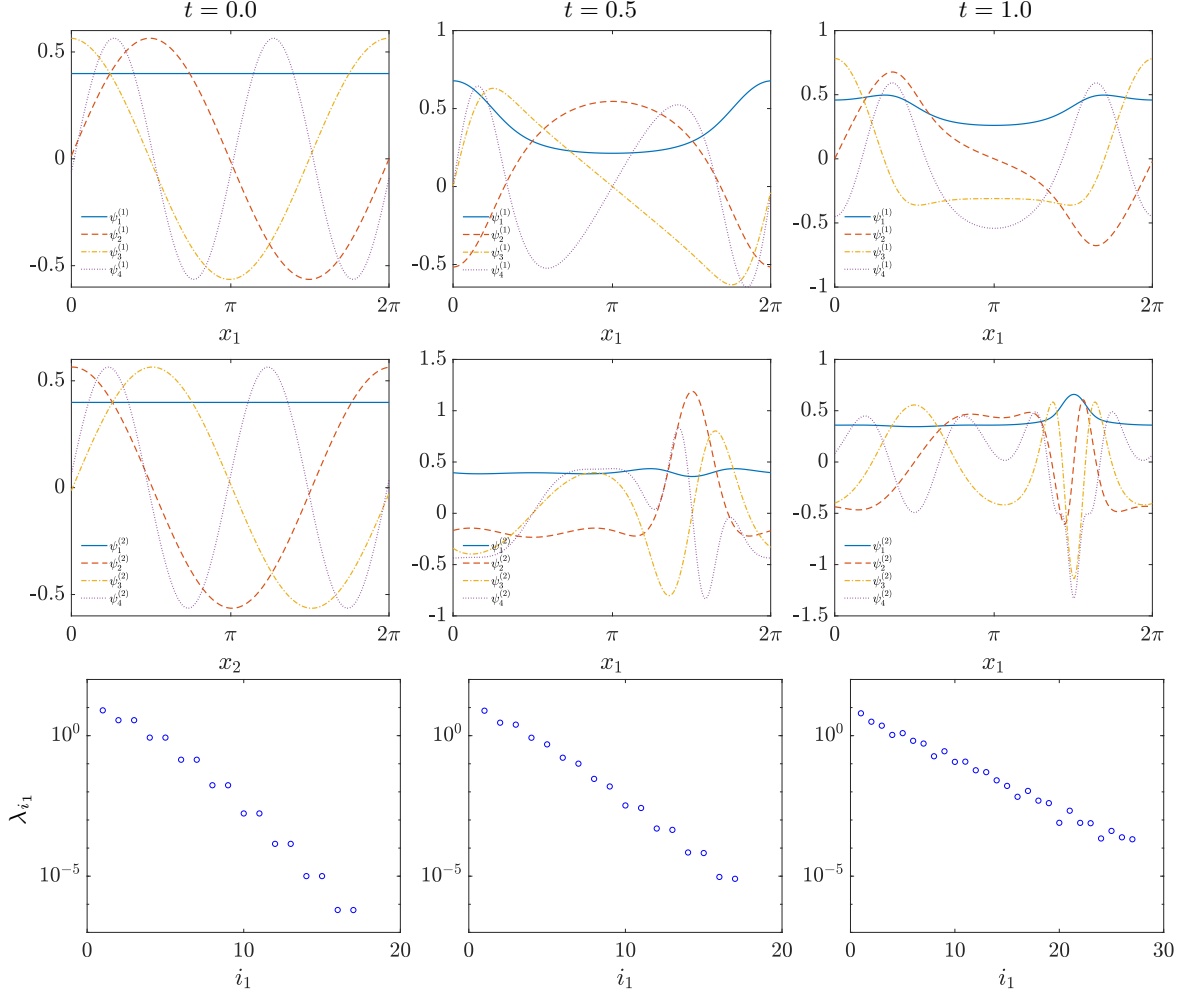 t = 0.0
t = 0.5
t = 1.0
0.5
0
-0.5
ψ₁⁽¹⁾
ψ₂⁽¹⁾
ψ₃⁽¹⁾
ψ₄⁽¹⁾
0 π 2π
x₁
1
0.5
0
-0.5
ψ₁⁽¹⁾
ψ₂⁽¹⁾
ψ₃⁽¹⁾
ψ₄⁽¹⁾
0 π 2π
x₁
1
0.5
0
-0.5
-1
ψ₁⁽¹⁾
ψ₂⁽¹⁾
ψ₃⁽¹⁾
ψ₄⁽¹⁾
0 π 2π
x₁
0.5
0
-0.5
ψ₁⁽²⁾
ψ₂⁽²⁾
ψ₃⁽²⁾
ψ₄⁽²⁾
0 π 2π
x₂
1.5
1
0.5
0
-0.5
-1
ψ₁⁽²⁾
ψ₂⁽²⁾
ψ₃⁽²⁾
ψ₄⁽²⁾
0 π 2π
x₁
1
0.5
0
-0.5
-1
-1.5
ψ₁⁽²⁾
ψ₂⁽²⁾
ψ₃⁽²⁾
ψ₄⁽²⁾
0 π 2π
x₁
λᵢ₁
10⁰
10⁻⁵
0 10 20
i₁
10⁰
10⁻⁵
0 10 20
i₁
10⁰
10⁻⁵
0 10 20 30
i₁